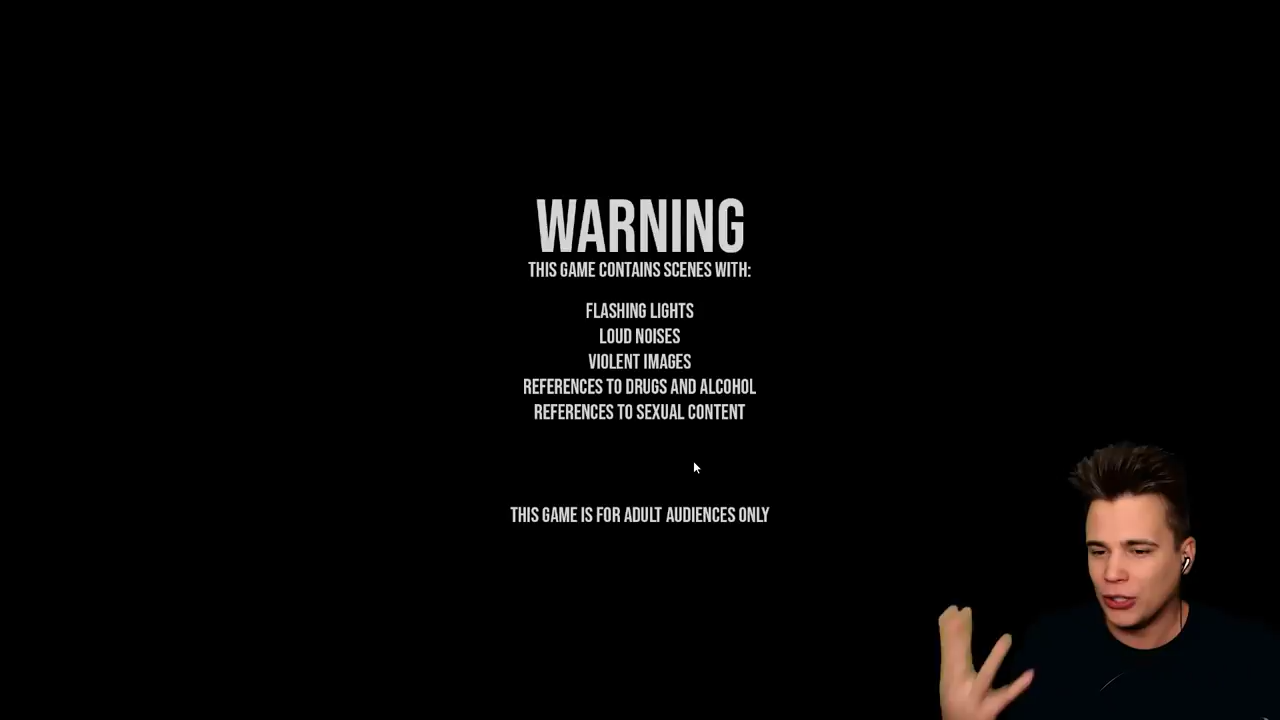 WARNING
THIS GAME CONTAINS SCENES WITH:
FLASHING LIGHTS
LOUD NOISES
VIOLENT IMAGES
REFERENCES TO DRUGS AND ALCOHOL
REFERENCES TO SEXUAL CONTENT
THIS GAME IS FOR ADULT AUDIENCES ONLY